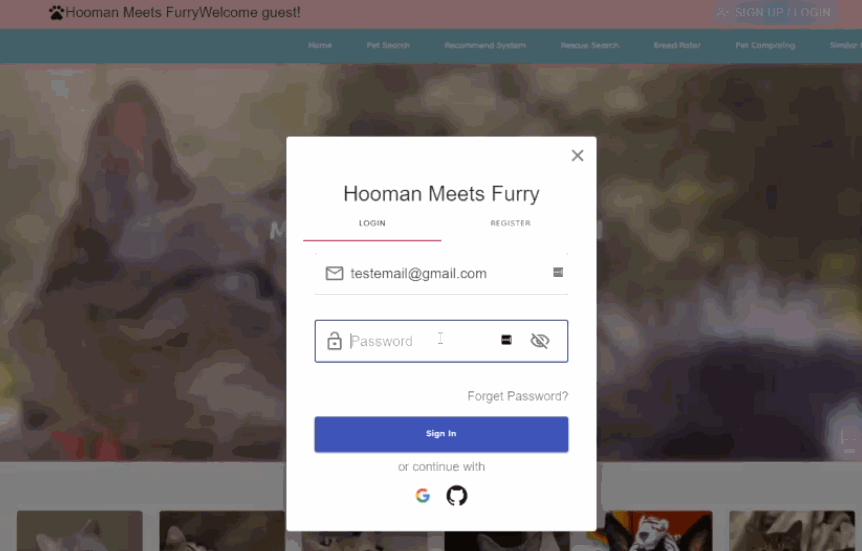 Hooman Meets FurryWelcome guest!
SIGN UP / LOGIN
Home Pet Search Recommend System Rescue Search Breed Rater Pet Comparing Similar
Hooman Meets Furry
LOGIN REGISTER
testemail@gmail.com
Password
Forget Password?
Sign In
or continue with